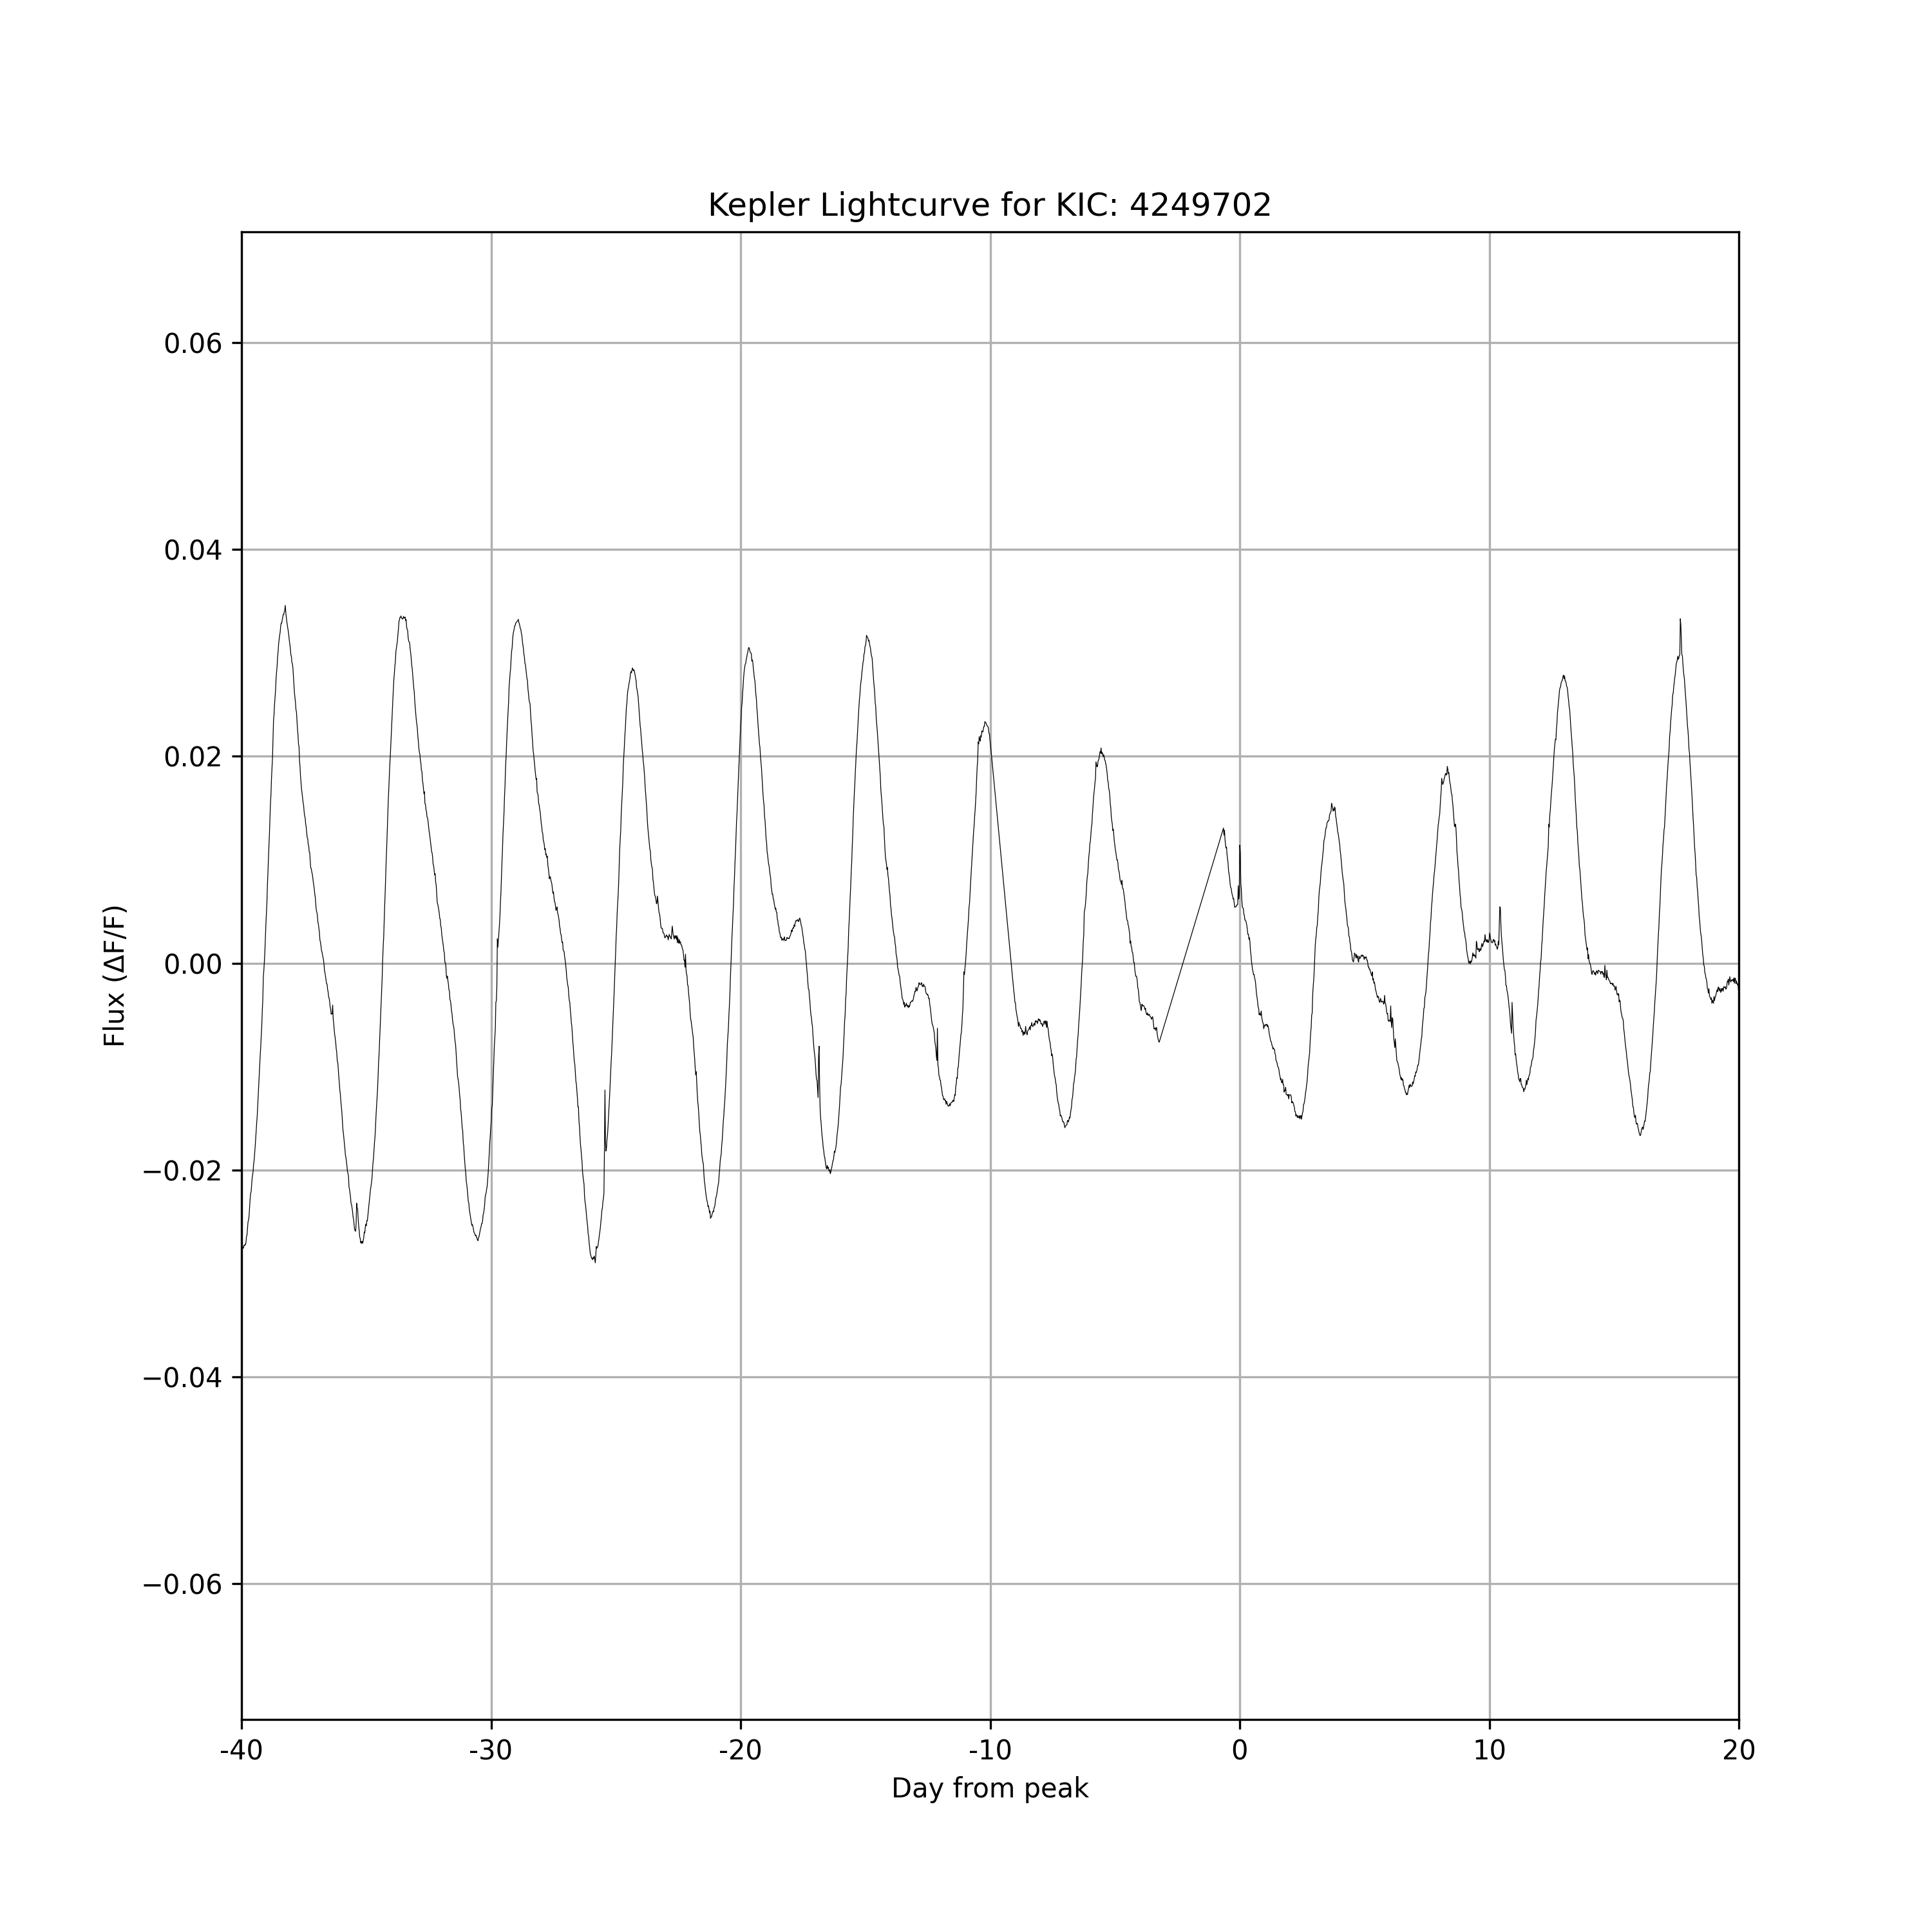 Kepler Lightcurve for KIC: 4249702
Flux (ΔF/F)
0.06
0.04
0.02
0.00
−0.02
−0.04
−0.06
-40 -30 -20 -10 0 10 20
Day from peak